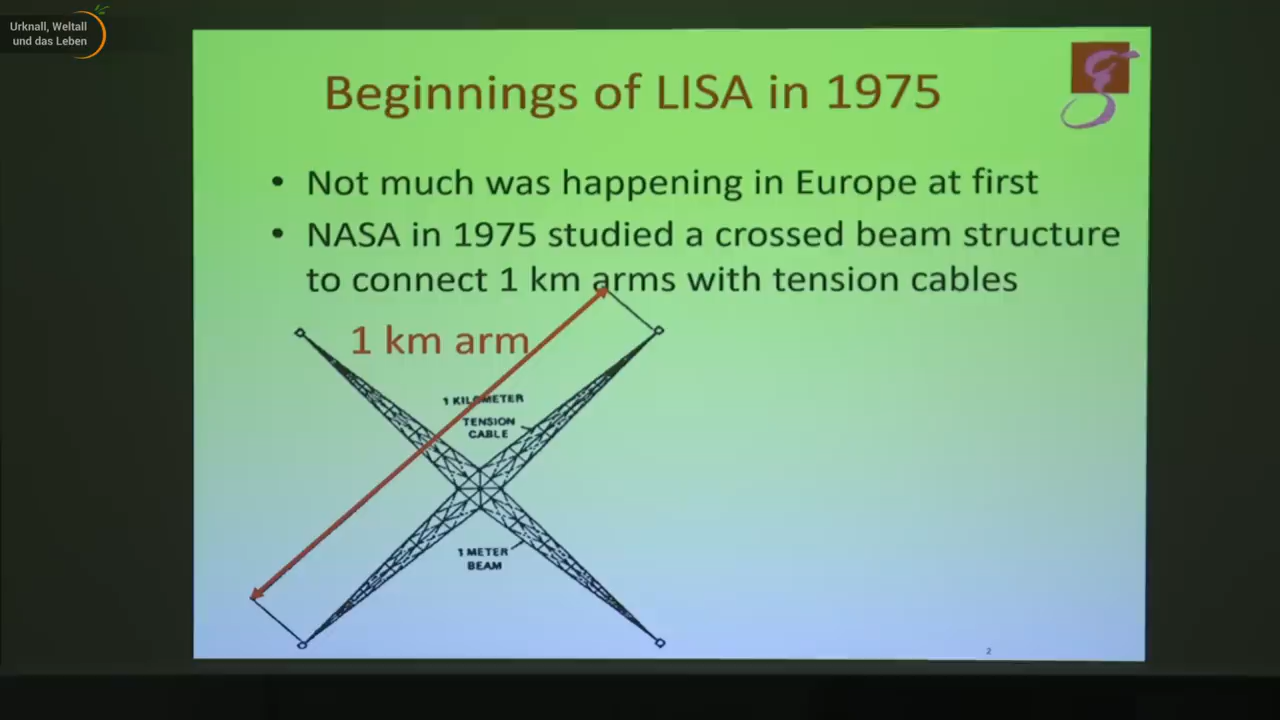 Urknall, Weltall
und das Leben
Beginnings of LISA in 1975
• Not much was happening in Europe at first
• NASA in 1975 studied a crossed beam structure
to connect 1 km arms with tension cables
1 km arm
1 KILOMETER
TENSION
CABLE
1 METER
BEAM
2